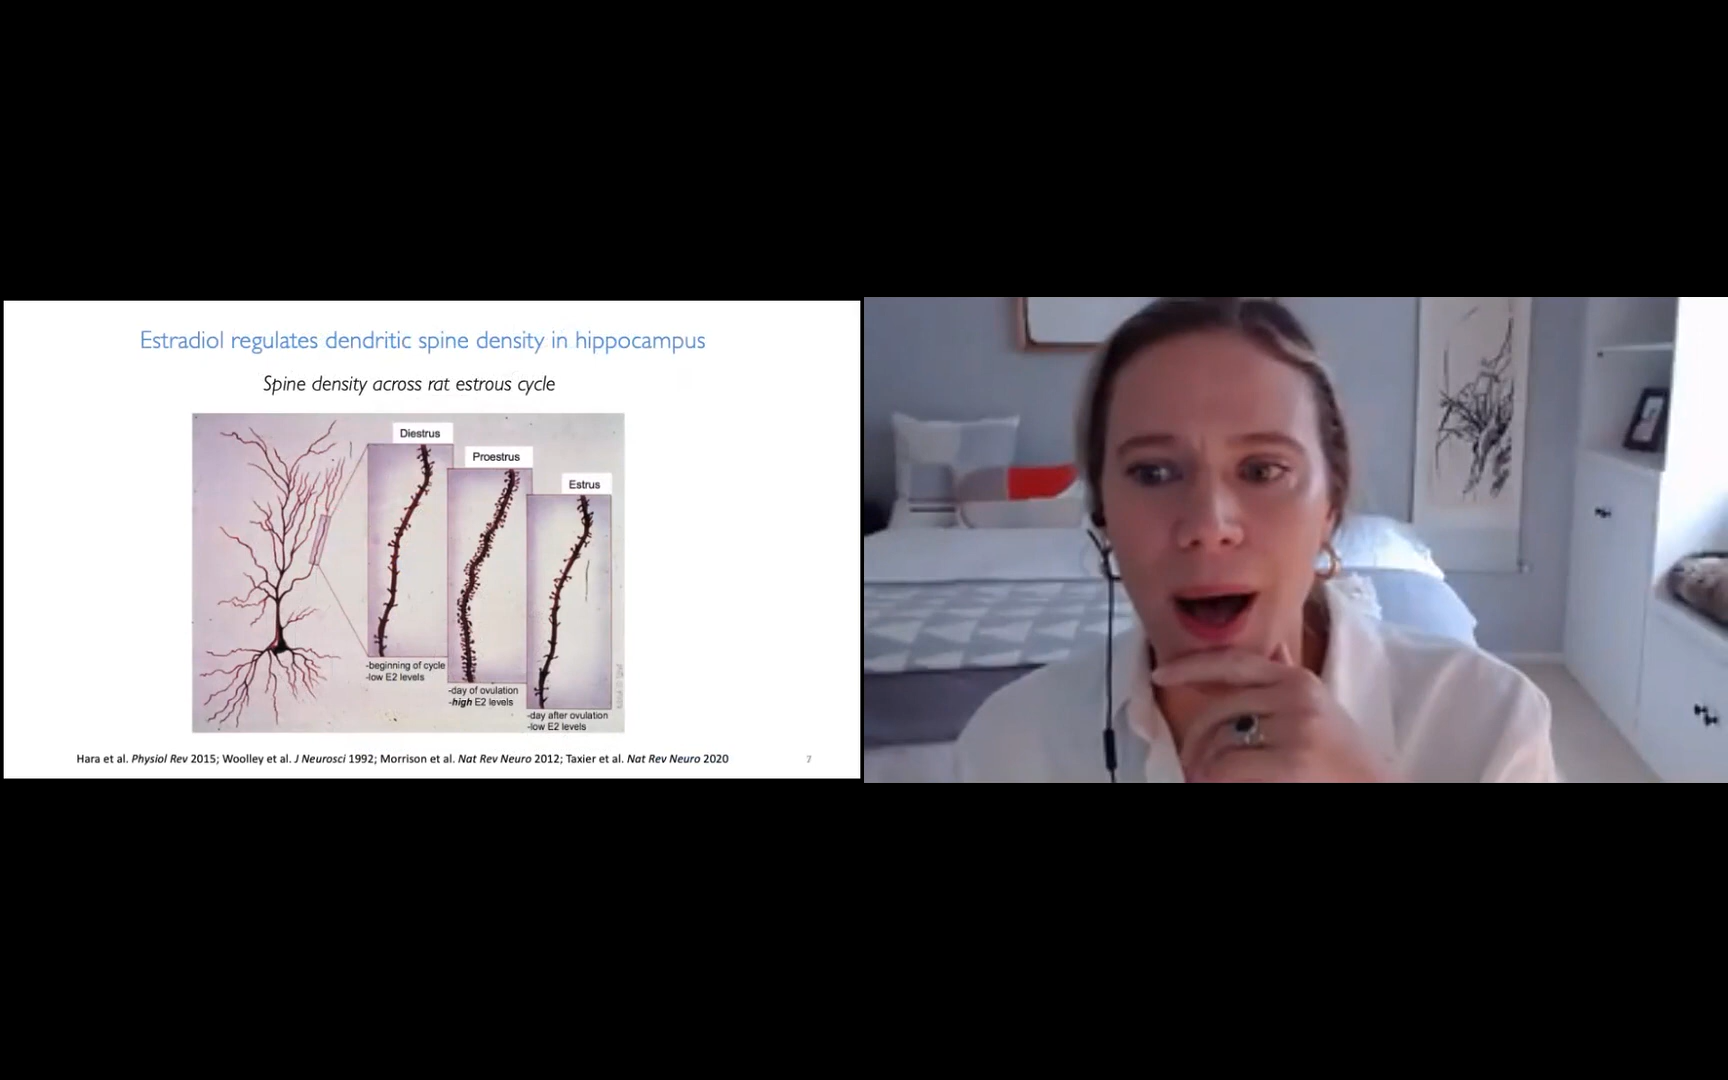 Estradiol regulates dendritic spine density in hippocampus
Spine density across rat estrous cycle
Diestrus
Proestrus
Estrus
-beginning of cycle
-low E2 levels
-day of ovulation
-high E2 levels
-day after ovulation
-low E2 levels
Hara et al. Physiol Rev 2015; Woolley et al. J Neurosci 1992; Morrison et al. Nat Rev Neuro 2012; Taxier et al. Nat Rev Neuro 2020
7